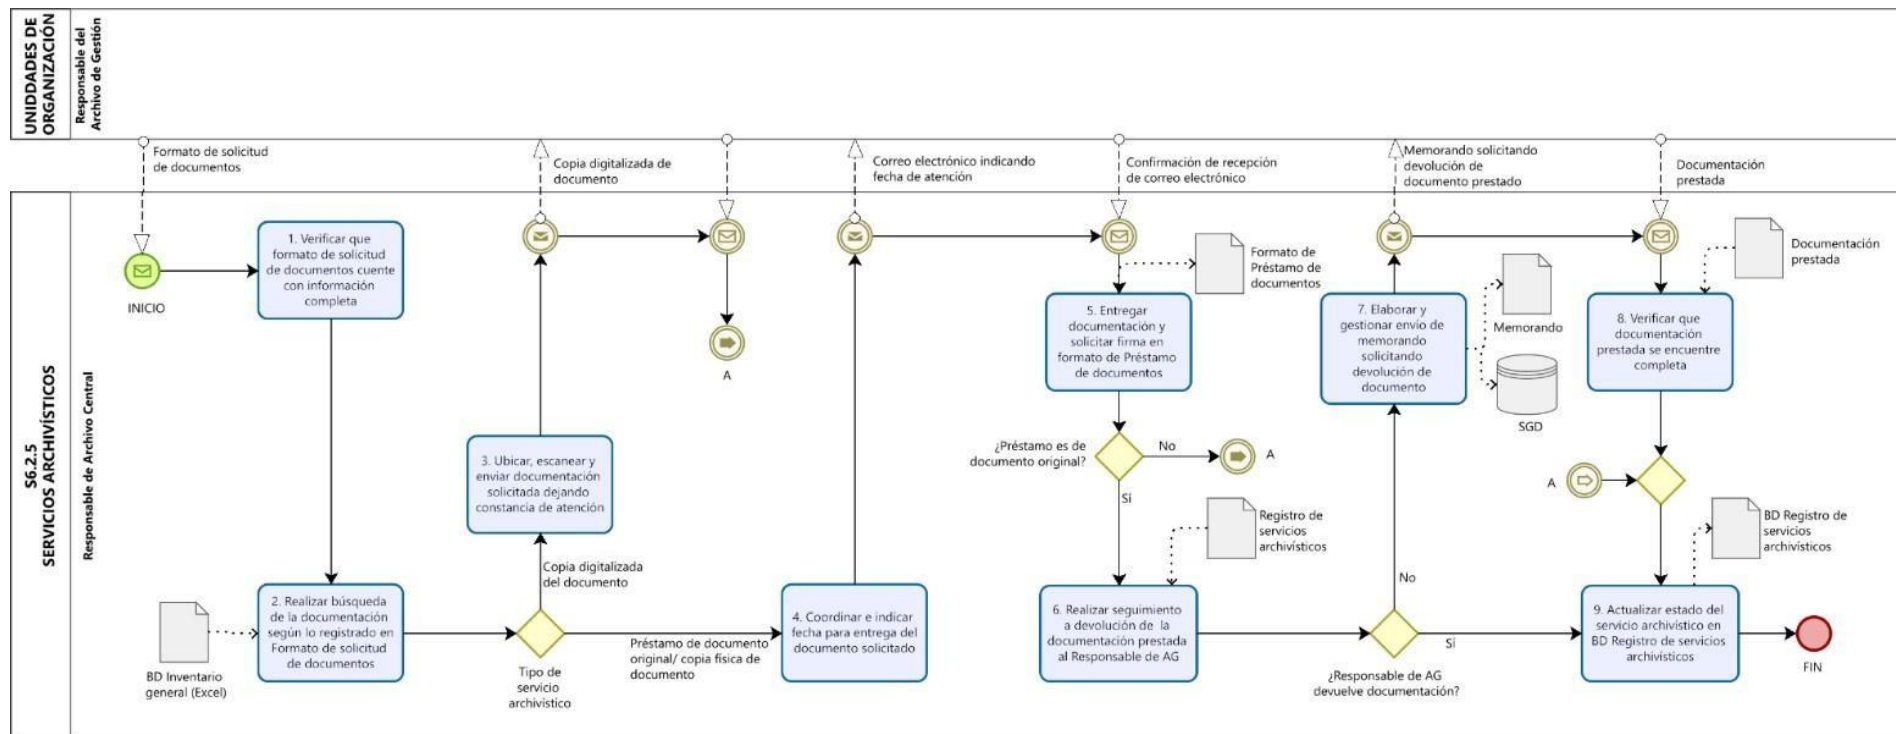 UNIDDADES DE
ORGANIZACIÓN
Responsable del
Archivo de Gestión
Formato de solicitud
de documentos
Copia digitalizada de
documento
Correo electrónico indicando
fecha de atención
Confirmación de recepción
de correo electrónico
Memorando solicitando
devolución de
documento prestado
Documentación
prestada
S6.2.5
SERVICIOS ARCHIVÍSTICOS
Responsable de Archivo Central
INICIO
1. Verificar que
formato de solicitud
de documentos cuente
con información
completa
2. Realizar búsqueda
de la documentación
según lo registrado en
Formato de solicitud
de documentos
BD Inventario
general (Excel)
Tipo de
servicio
archivístico
Copia digitalizada
del documento
3. Ubicar, escanear y
enviar documentación
solicitada dejando
constancia de atención
A
Préstamo de documento
original/ copia física de
documento
4. Coordinar e indicar
fecha para entrega del
documento solicitado
Formato de
Préstamo de
documentos
5. Entregar
documentación y
solicitar firma en
formato de Préstamo
de documentos
¿Préstamo es de
documento original?
No
A
Sí
Registro de
servicios
archivísticos
6. Realizar seguimiento
a devolución de la
documentación prestada
al Responsable de AG
¿Responsable de AG
devuelve documentación?
No
Sí
7. Elaborar y
gestionar envío de
memorando
solicitando
devolución de
documento
Memorando
SGD
Documentación
prestada
8. Verificar que
documentación
prestada se encuentre
completa
A
BD Registro de
servicios
archivísticos
9. Actualizar estado del
servicio archivístico en
BD Registro de servicios
archivísticos
FIN